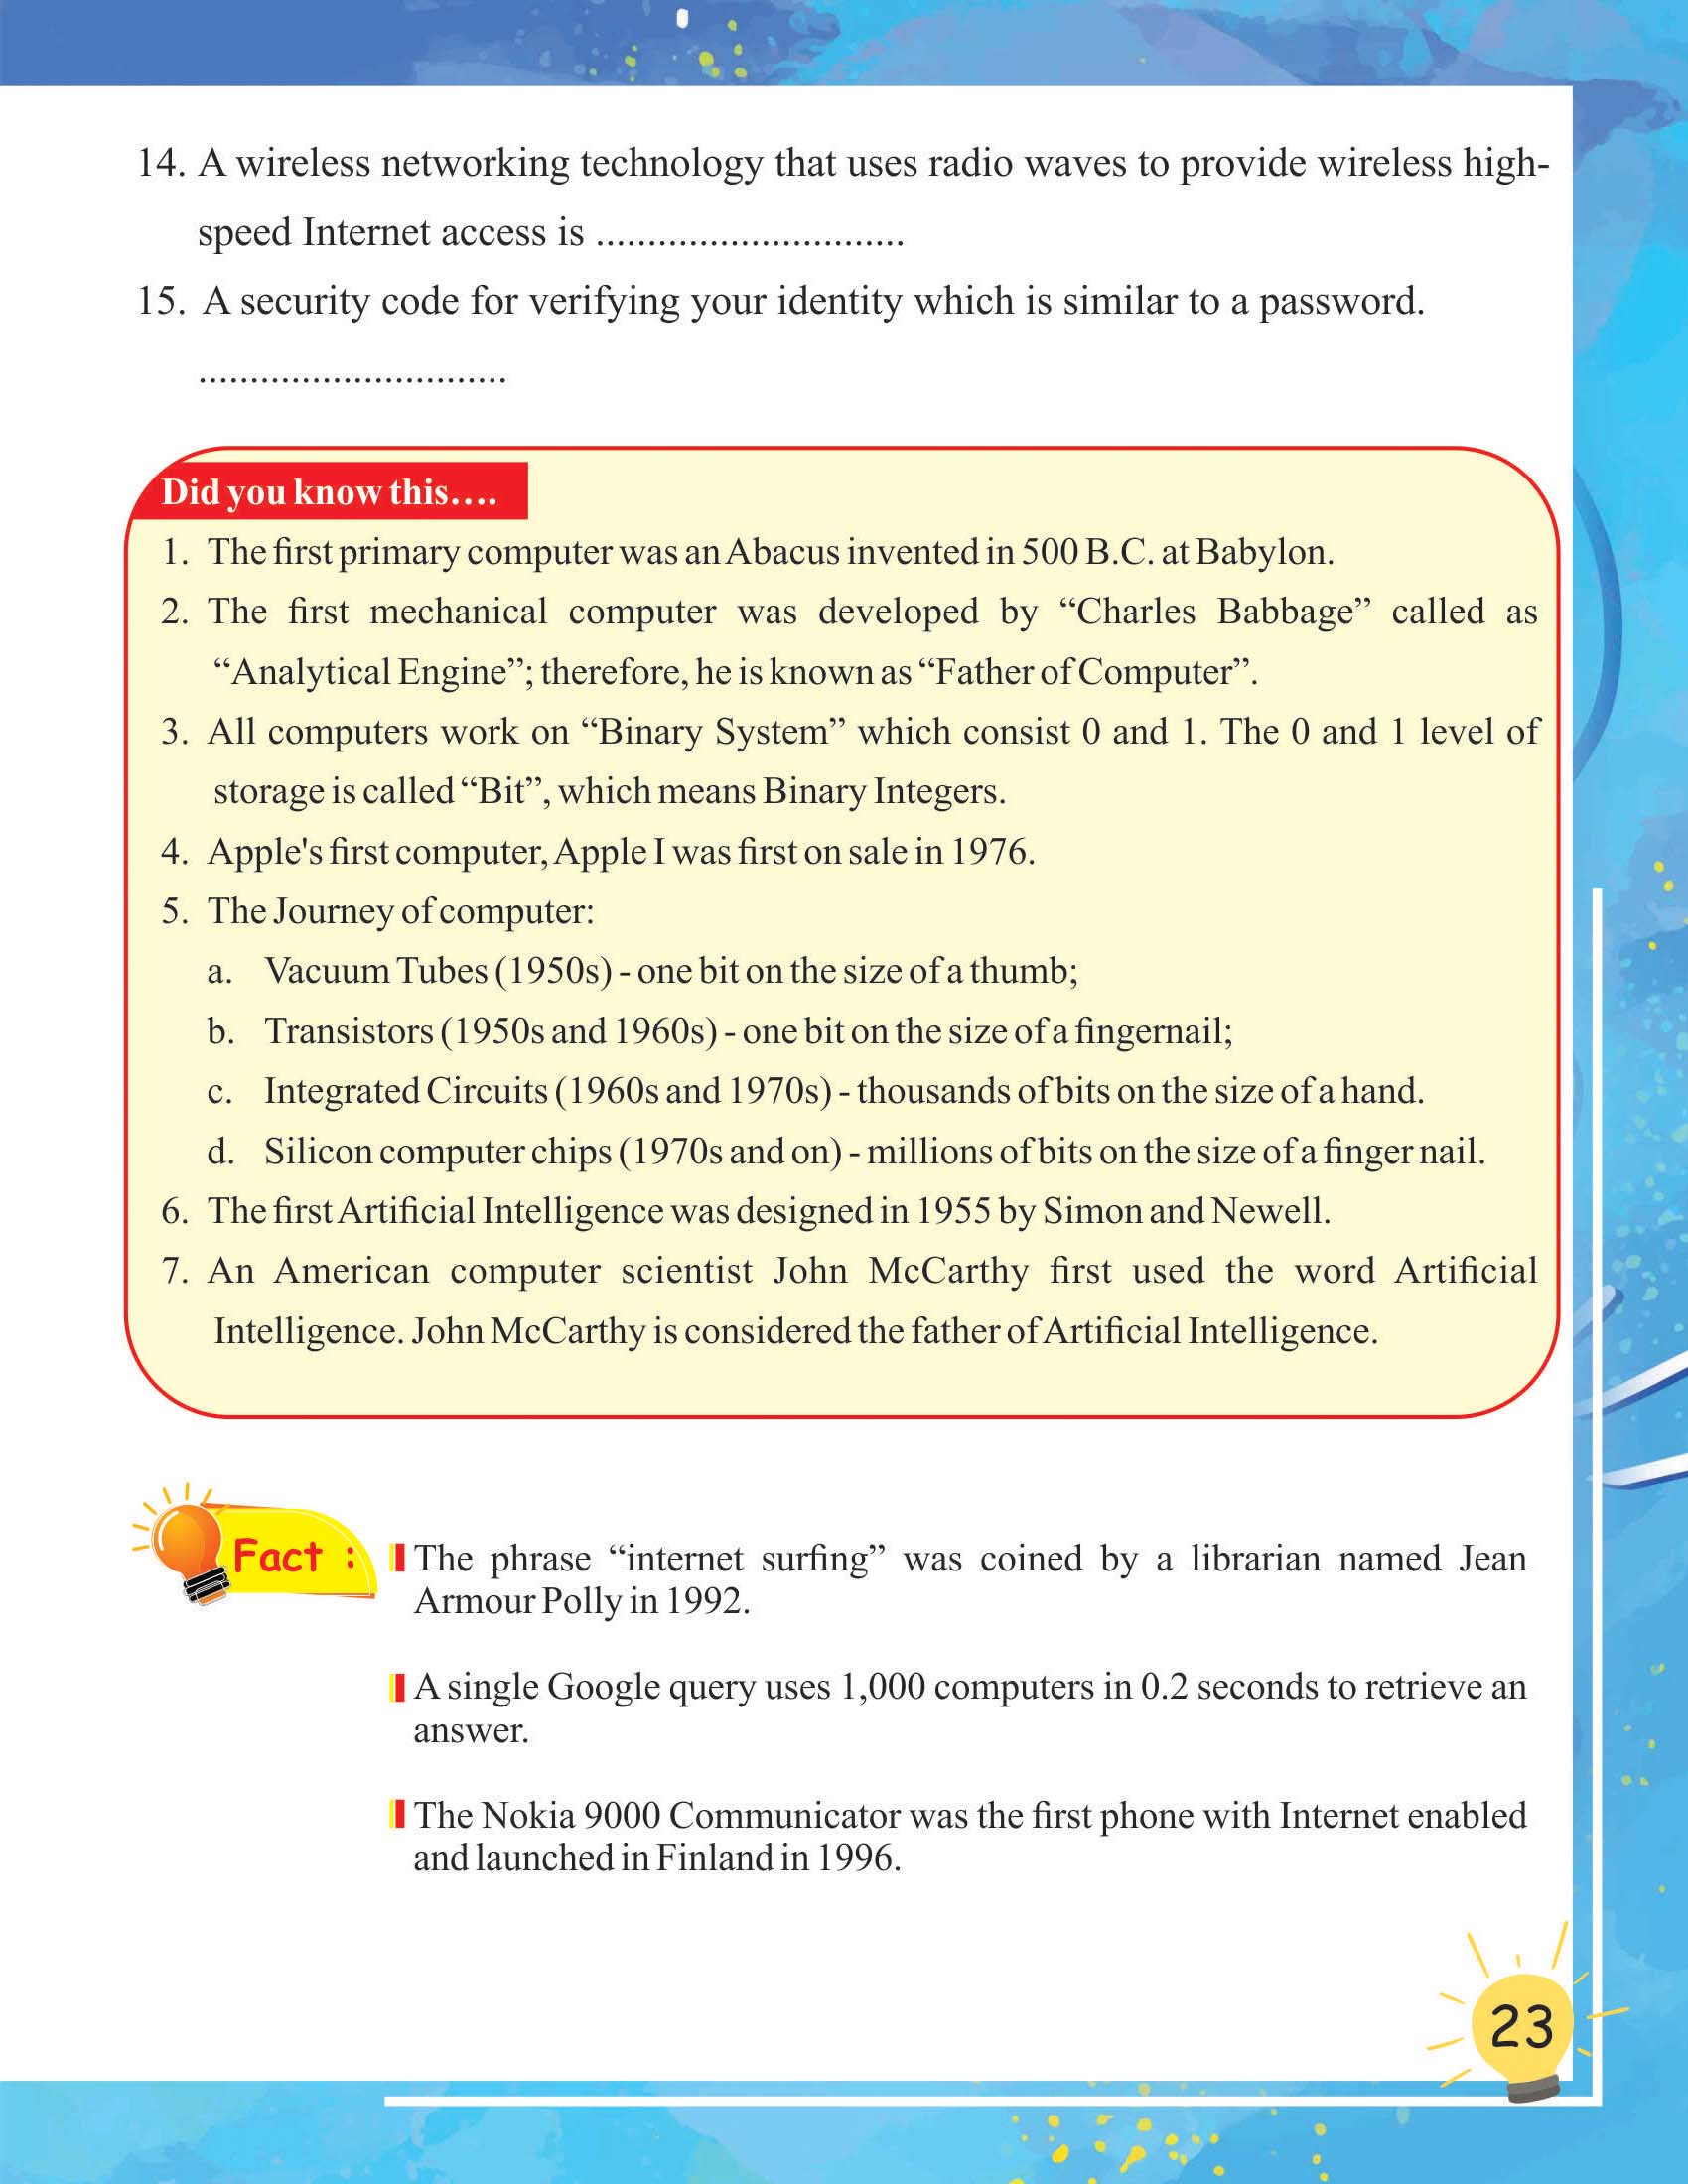 14. A wireless networking technology that uses radio waves to provide wireless high-
speed Internet access is ..............................
15. A security code for verifying your identity which is similar to a password.
..............................
Did you know this….
1. The first primary computer was an Abacus invented in 500 B.C. at Babylon.
2. The first mechanical computer was developed by “Charles Babbage” called as
“Analytical Engine”; therefore, he is known as “Father of Computer”.
3. All computers work on “Binary System” which consist 0 and 1. The 0 and 1 level of
storage is called “Bit”, which means Binary Integers.
4. Apple's first computer, Apple I was first on sale in 1976.
5. The Journey of computer:
a. Vacuum Tubes (1950s) - one bit on the size of a thumb;
b. Transistors (1950s and 1960s) - one bit on the size of a fingernail;
c. Integrated Circuits (1960s and 1970s) - thousands of bits on the size of a hand.
d. Silicon computer chips (1970s and on) - millions of bits on the size of a finger nail.
6. The first Artificial Intelligence was designed in 1955 by Simon and Newell.
7. An American computer scientist John McCarthy first used the word Artificial
Intelligence. John McCarthy is considered the father of Artificial Intelligence.
Fact :
The phrase “internet surfing” was coined by a librarian named Jean
Armour Polly in 1992.
A single Google query uses 1,000 computers in 0.2 seconds to retrieve an
answer.
The Nokia 9000 Communicator was the first phone with Internet enabled
and launched in Finland in 1996.
23